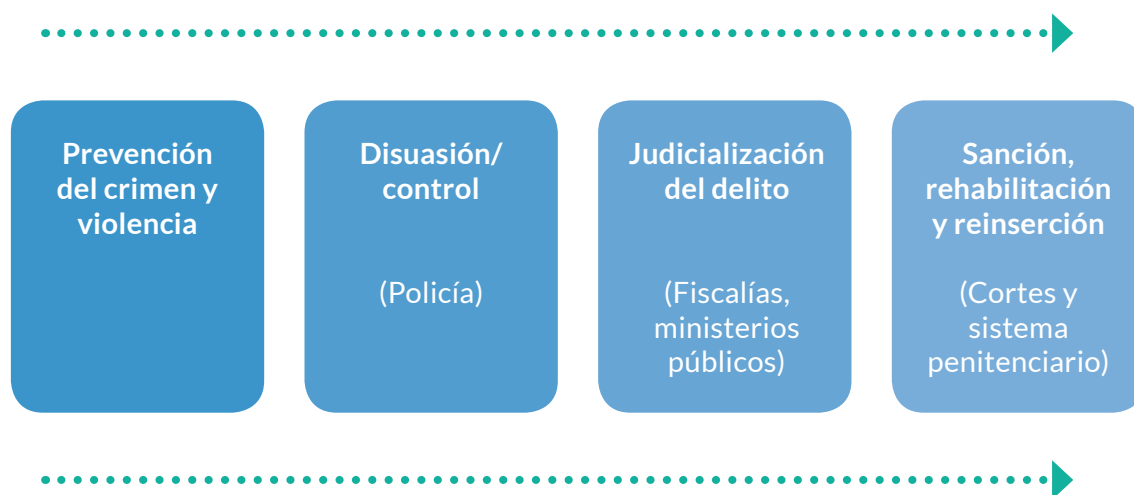 Prevención
del crimen y
violencia
Disuasión/
control
(Policía)
Judicialización
del delito
(Fiscalías,
ministerios
públicos)
Sanción,
rehabilitación
y reinserción
(Cortes y
sistema
penitenciario)